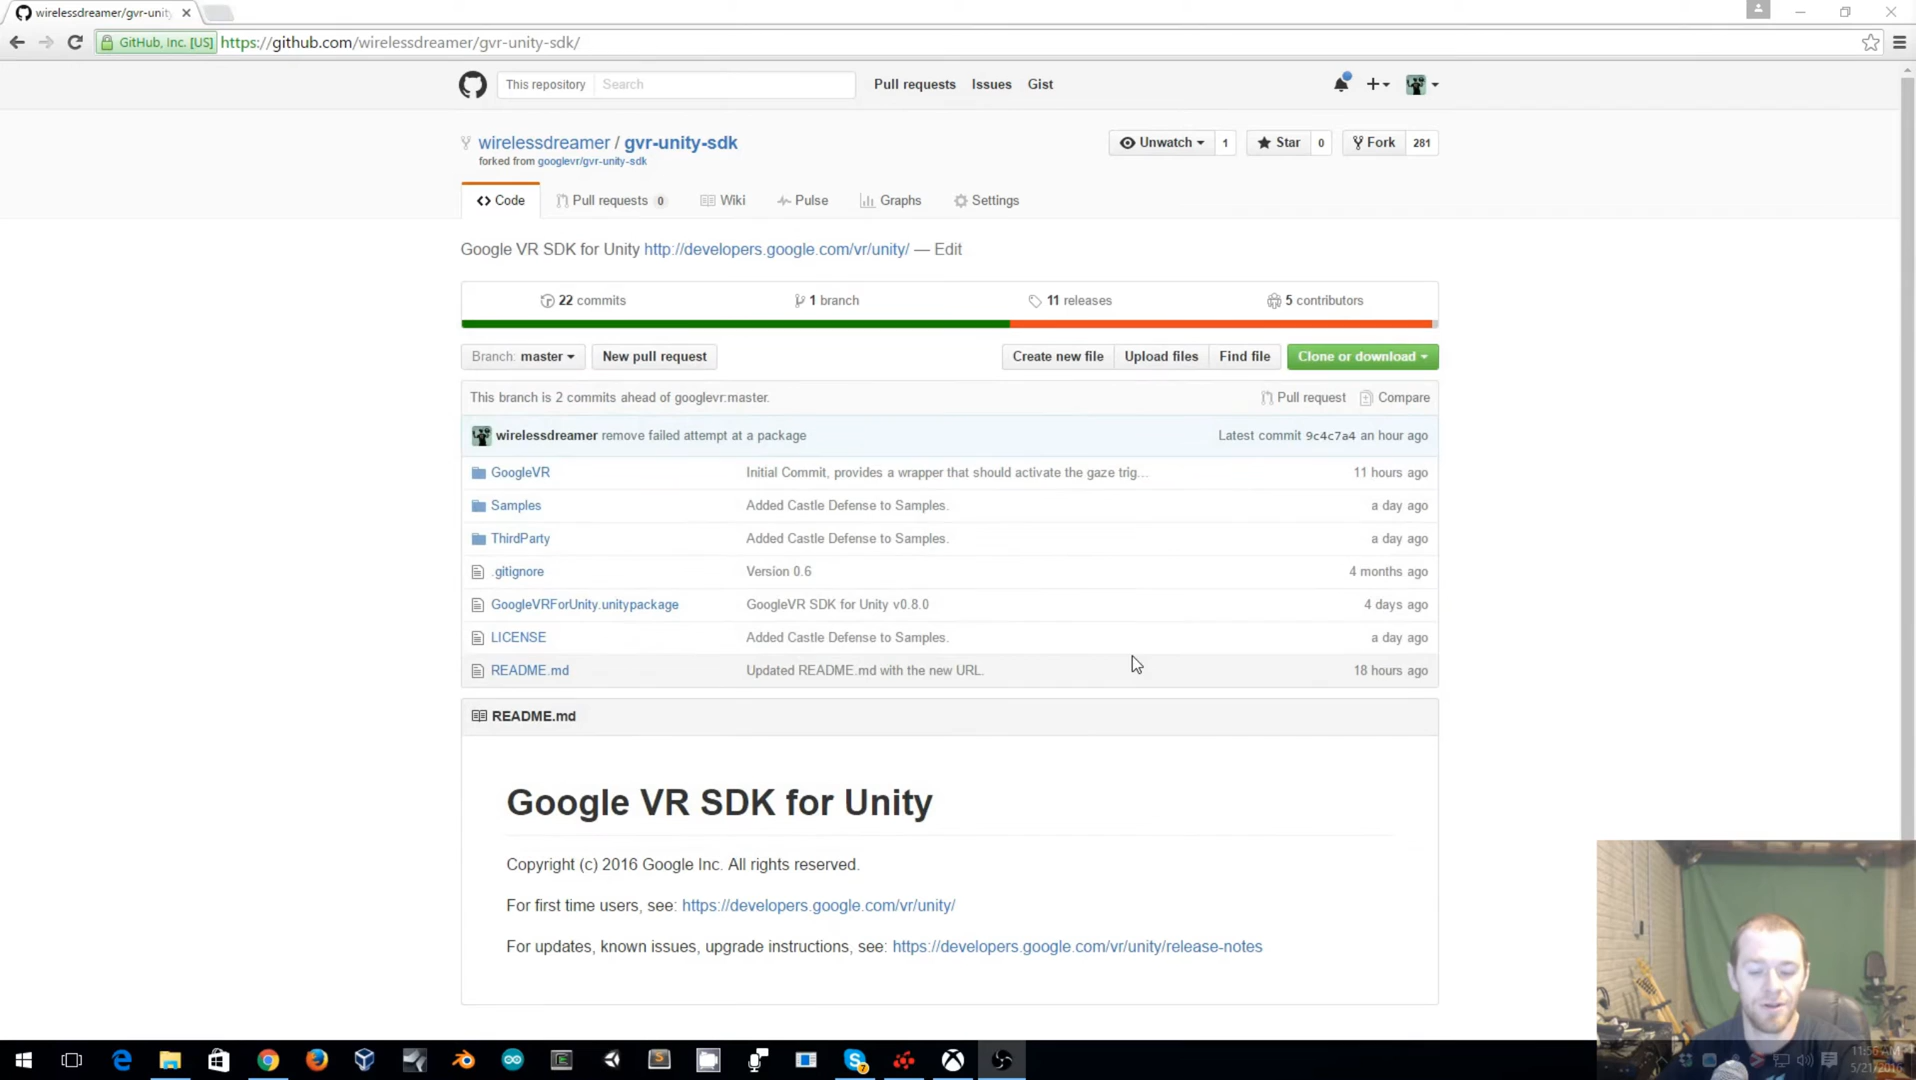 wirelessdreamer/gvr-unity
GitHub, Inc. [US] https://github.com/wirelessdreamer/gvr-unity-sdk/
This repository Search Pull requests Issues Gist
wirelessdreamer / gvr-unity-sdk Unwatch 1 Star 0 Fork 281
forked from googlevr/gvr-unity-sdk
Code Pull requests 0 Wiki Pulse Graphs Settings
Google VR SDK for Unity http://developers.google.com/vr/unity/ — Edit
22 commits 1 branch 11 releases 5 contributors
Branch: master New pull request Create new file Upload files Find file Clone or download
This branch is 2 commits ahead of googlevr:master. Pull request Compare
wirelessdreamer remove failed attempt at a package Latest commit 9c4c7a4 an hour ago
GoogleVR Initial Commit, provides a wrapper that should activate the gaze trig... 11 hours ago
Samples Added Castle Defense to Samples. a day ago
ThirdParty Added Castle Defense to Samples. a day ago
.gitignore Version 0.6 4 months ago
GoogleVRForUnity.unitypackage GoogleVR SDK for Unity v0.8.0 4 days ago
LICENSE Added Castle Defense to Samples. a day ago
README.md Updated README.md with the new URL. 18 hours ago
README.md
Google VR SDK for Unity
Copyright (c) 2016 Google Inc. All rights reserved.
For first time users, see: https://developers.google.com/vr/unity/
For updates, known issues, upgrade instructions, see: https://developers.google.com/vr/unity/release-notes
7
11:56 AM
5/21/2016